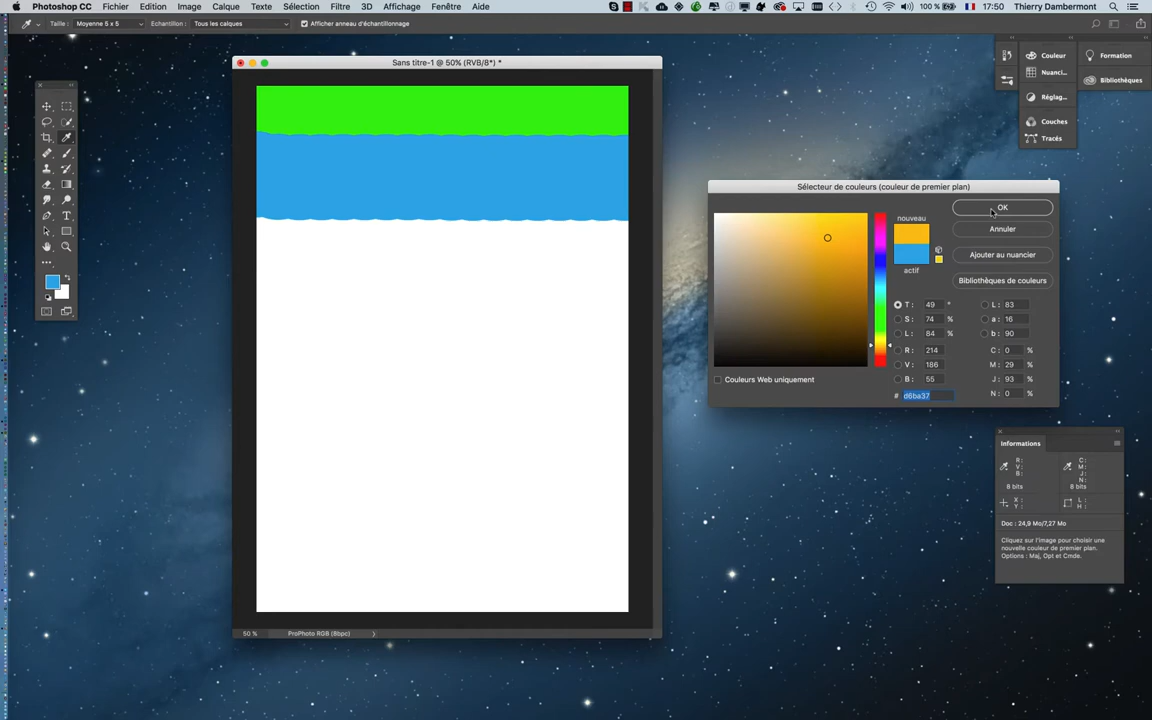 Photoshop CC Fichier Edition Image Calque Texte Sélection Filtre 3D Affichage Fenêtre Aide 100 % 17:50 Thierry Dambermont
Taille : Moyenne 5 x 5 Echantillon : Tous les calques Afficher anneau d'échantillonnage
Sans titre-1 @ 50% (RVB/8*) *
Couleur Formation
Nuanci... Bibliothèques
Réglag...
Couches
Tracés
Sélecteur de couleurs (couleur de premier plan)
nouveau
OK
Annuler
Ajouter au nuancier
actif
Bibliothèques de couleurs
T : 49 ° L : 83
S : 74 % a : 16
L : 84 % b : 90
R : 214 C : 0 %
V : 186 M : 29 %
B : 55 J : 93 %
# d6ba37 N : 0 %
Couleurs Web uniquement
Informations
R : C :
V : M :
B : J :
N :
8 bits 8 bits
X : L :
Y : H :
Doc : 24,9 Mo/7,27 Mo
Cliquez sur l'image pour choisir une
nouvelle couleur de premier plan.
Options : Maj, Opt et Cmde.
50 % ProPhoto RGB (8bpc)